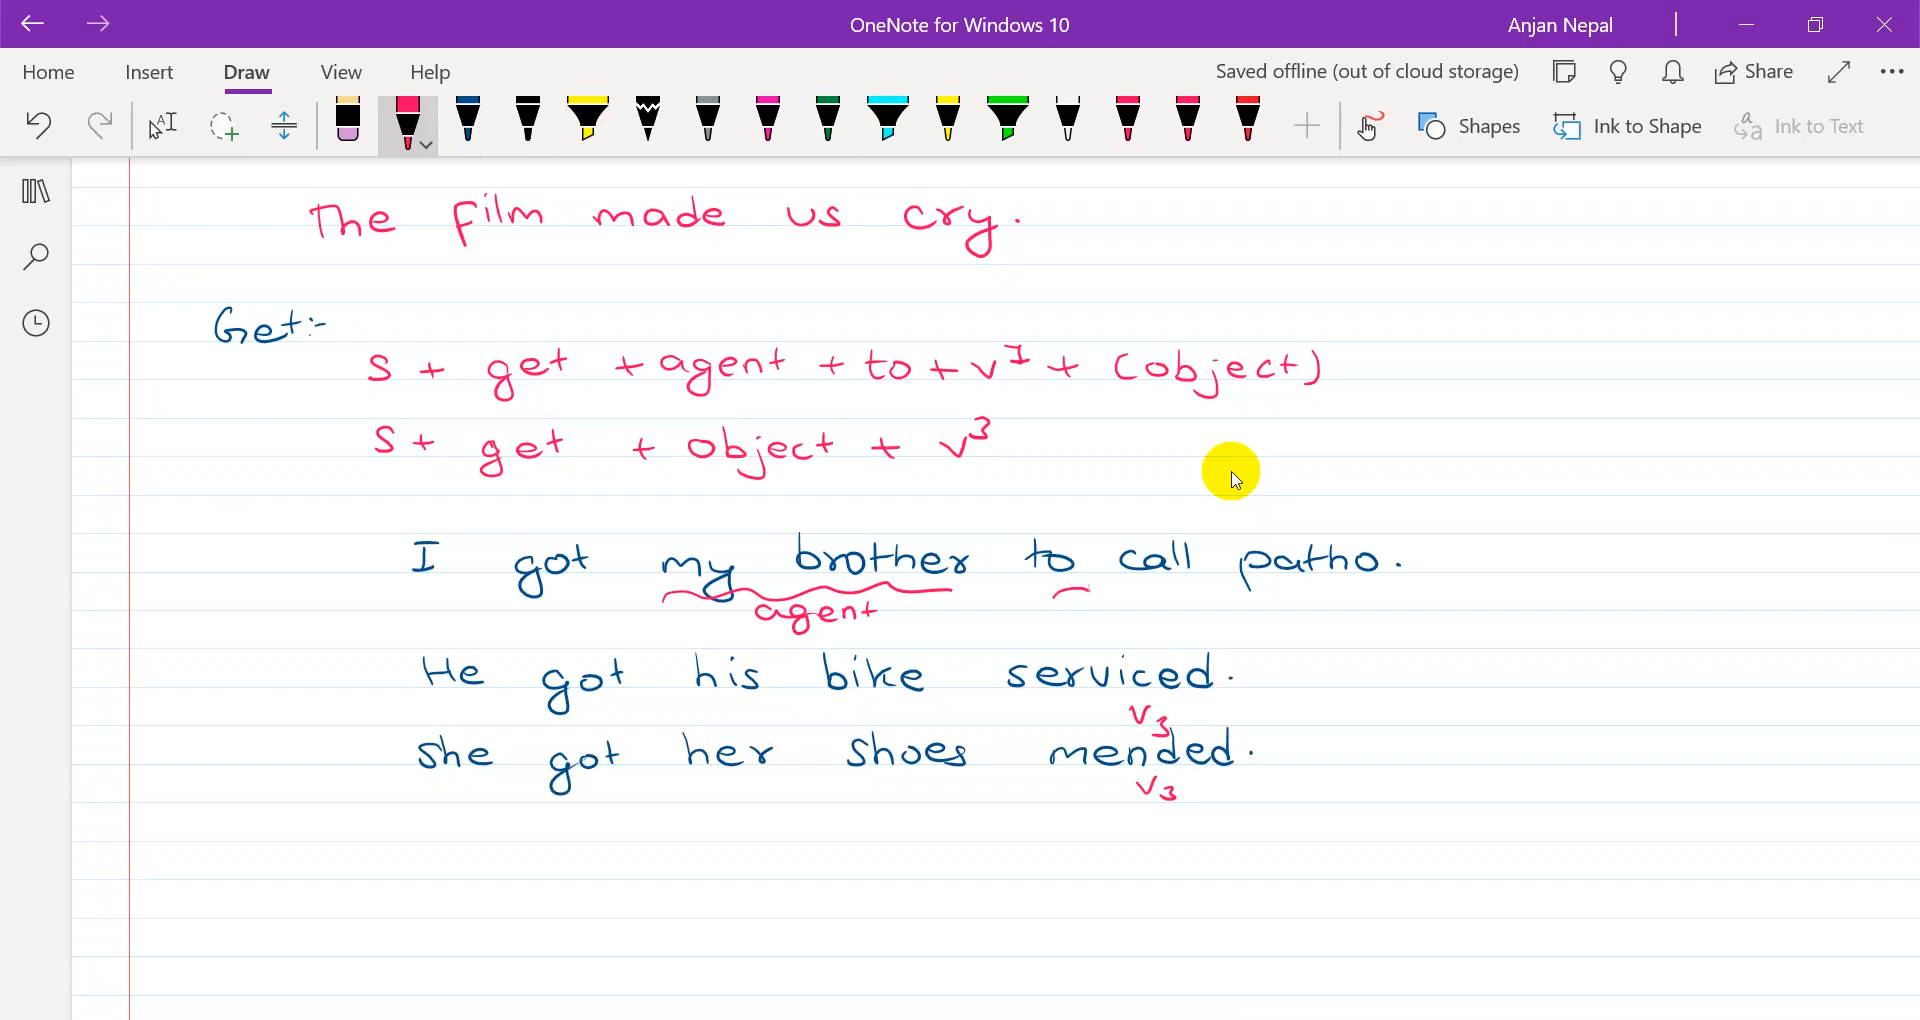 OneNote for Windows 10
Anjan Nepal
Home Insert Draw View Help
Saved offline (out of cloud storage)
Share
Shapes
Ink to Shape
Ink to Text
The film made us cry.
Get:-
S + get + agent + to + v1 + (object)
S + get + object + v3
I got my brother to call patho.
agent
He got his bike serviced.
v3
She got her shoes mended.
v3